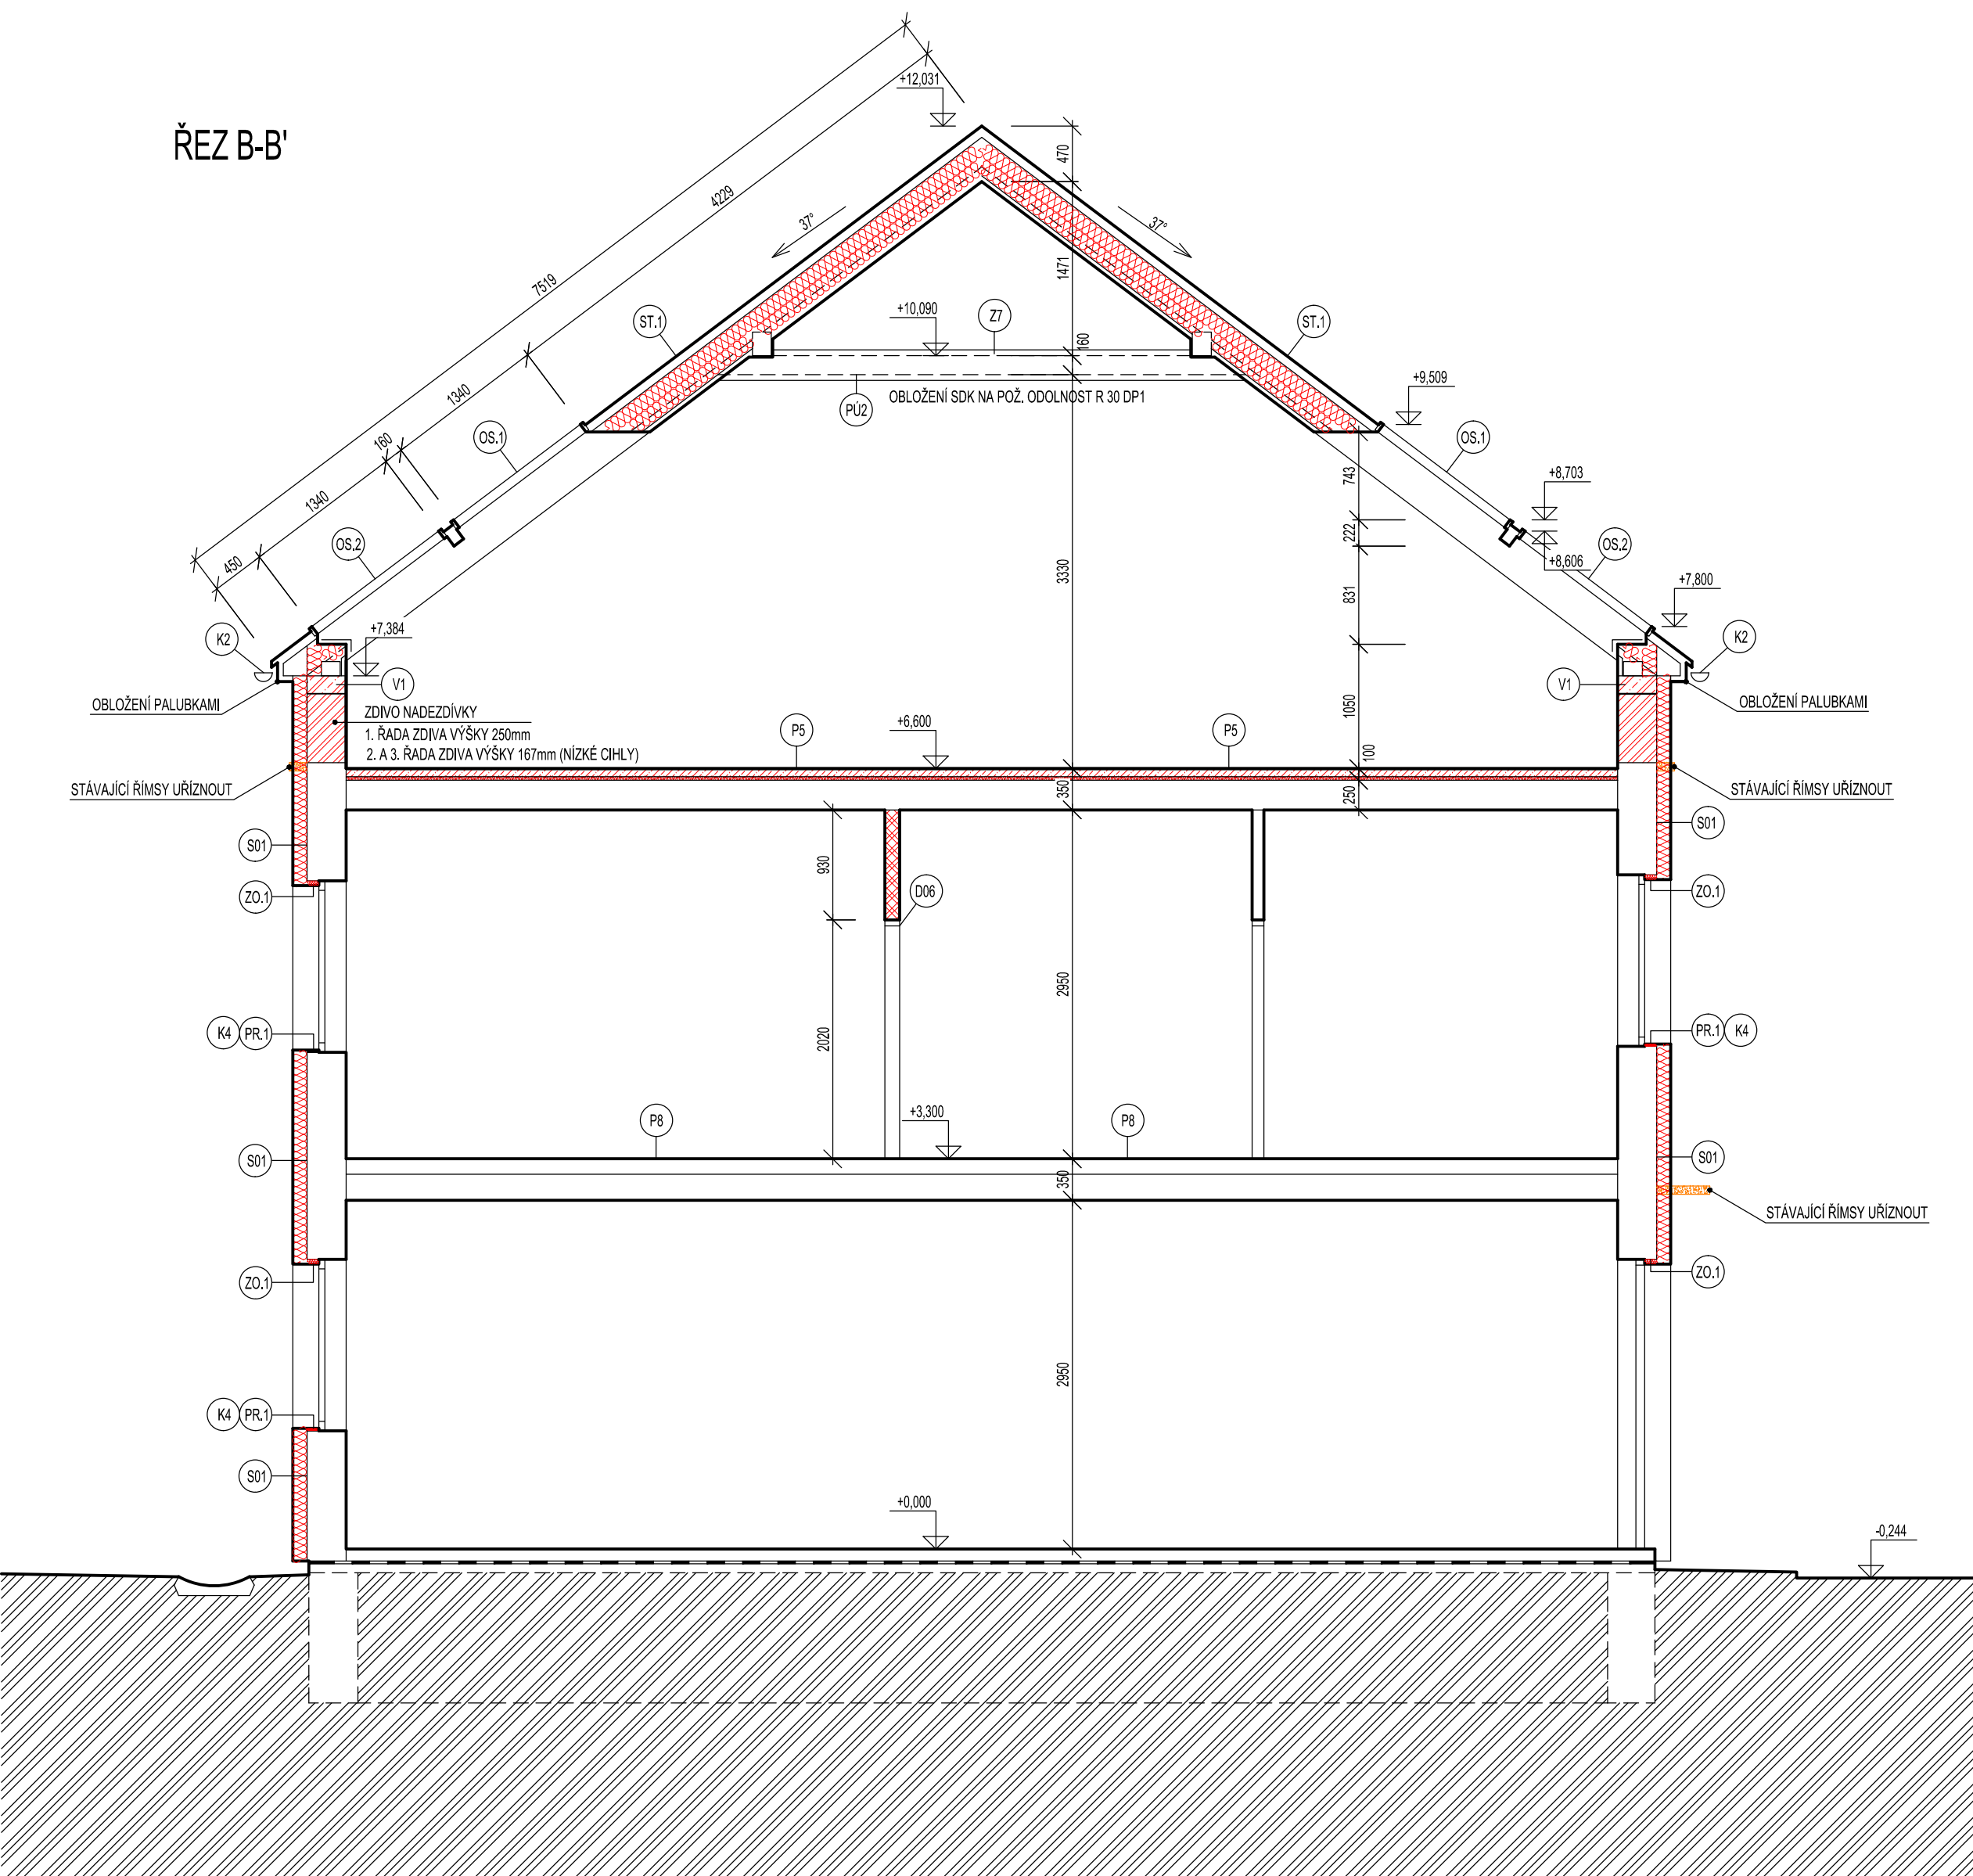 ŘEZ B-B'
+12,031
470
4229
37°
37°
7519
1471
ST.1
+10,090
Z7
160
ST.1
+9,509
PÚ2
OBLOŽENÍ SDK NA POŽ. ODOLNOST R 30 DP1
1340
160
OS.1
OS.1
+8,703
743
1340
222
OS.2
OS.2
+8,606
450
3330
831
+7,800
K2
+7,384
K2
V1
V1
OBLOŽENÍ PALUBKAMI
OBLOŽENÍ PALUBKAMI
ZDIVO NADEZDÍVKY
1. ŘADA ZDIVA VÝŠKY 250mm
2. A 3. ŘADA ZDIVA VÝŠKY 167mm (NÍZKÉ CIHLY)
P5
+6,600
P5
1050
100
STÁVAJÍCÍ ŘÍMSY UŘÍZNOUT
STÁVAJÍCÍ ŘÍMSY UŘÍZNOUT
350
250
S01
S01
930
ZO.1
D06
ZO.1
2950
2020
K4
PR.1
PR.1
K4
P8
+3,300
P8
S01
S01
350
STÁVAJÍCÍ ŘÍMSY UŘÍZNOUT
ZO.1
ZO.1
2950
K4
PR.1
S01
+0,000
-0,244